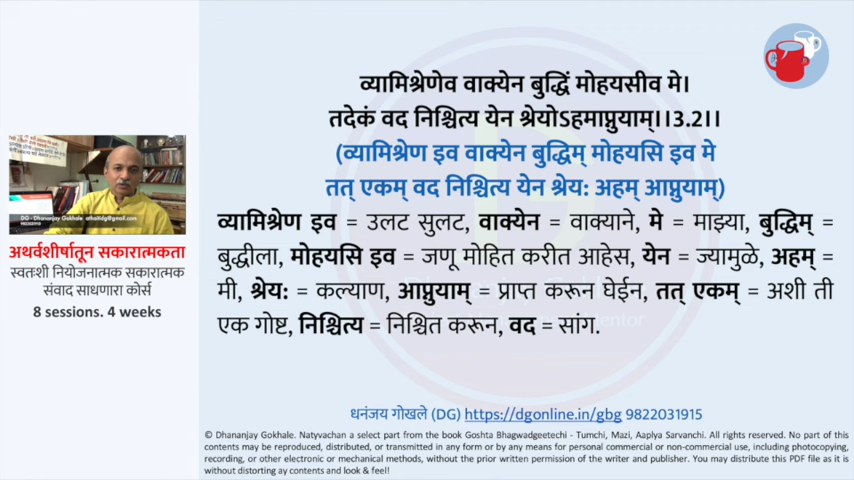 व्यामिश्रेणेव वाक्येन बुद्धिं मोहयसीव मे।
तदेकं वद निश्चित्य येन श्रेयोऽहमाप्नुयाम्।।3.2।।
(व्यामिश्रेण इव वाक्येन बुद्धिम् मोहयसि इव मे
तत् एकम् वद निश्चित्य येन श्रेय: अहम् आप्नुयाम्)
व्यामिश्रेण इव = उलट सुलट, वाक्येन = वाक्याने, मे = माझ्या, बुद्धिम् =
बुद्धीला, मोहयसि इव = जणू मोहित करीत आहेस, येन = ज्यामुळे, अहम् =
मी, श्रेय: = कल्याण, आप्नुयाम् = प्राप्त करून घेईन, तत् एकम् = अशी ती
एक गोष्ट, निश्चित्य = निश्चित करून, वद = सांग.
DG - Dhananjay Gokhale
अथर्वशीर्षातून सकारात्मकता
स्वतःशी नियोजनात्मक सकारात्मक
संवाद साधणारा कोर्स
8 sessions. 4 weeks
धनंजय गोखले (DG) https://dgonline.in/gbg 9822031915
© Dhananjay Gokhale. Natyvachan a select part from the book Goshta Bhagwadgeetechi - Tumchi, Mazi, Aaplya Sarvanchi. All rights reserved. No part of this
contents may be reproduced, distributed, or transmitted in any form or by any means for personal commercial or non-commercial use, including photocopying,
recording, or other electronic or mechanical methods, without the prior written permission of the writer and publisher. You may distribute this PDF file as it is
without distorting ay contents and look & feel!